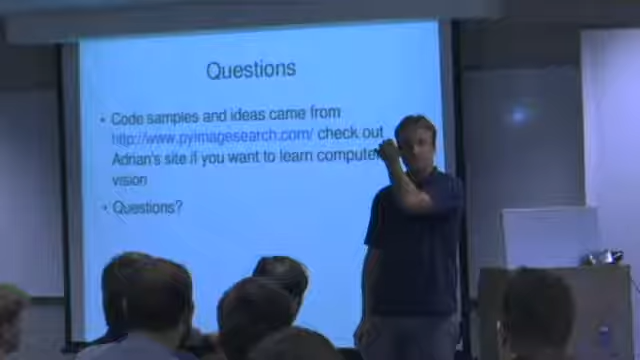 Questions
• Code samples and ideas came from
http://www.pyimagesearch.com/ check out
Adrian's site if you want to learn computer
vision
• Questions?